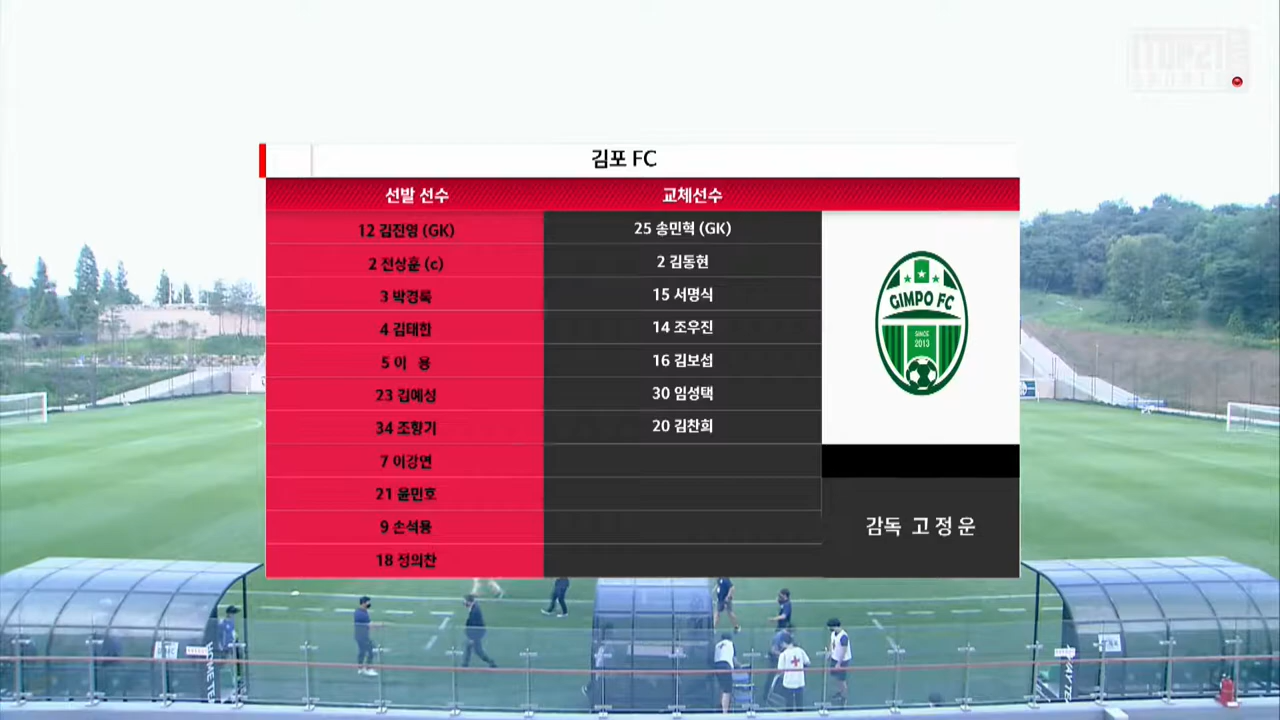 김포 FC
선발 선수
교체선수
12 김진영 (GK)
25 송민혁 (GK)
2 전상훈 (c)
2 김동현
3 박경록
15 서명식
4 김태한
14 조우진
5 이 용
16 김보섭
23 김예성
30 임성택
34 조향기
20 김찬희
7 이강연
21 윤민호
9 손석용
18 정의찬
GIMPO FC
SINCE
2013
감독 고 정 운